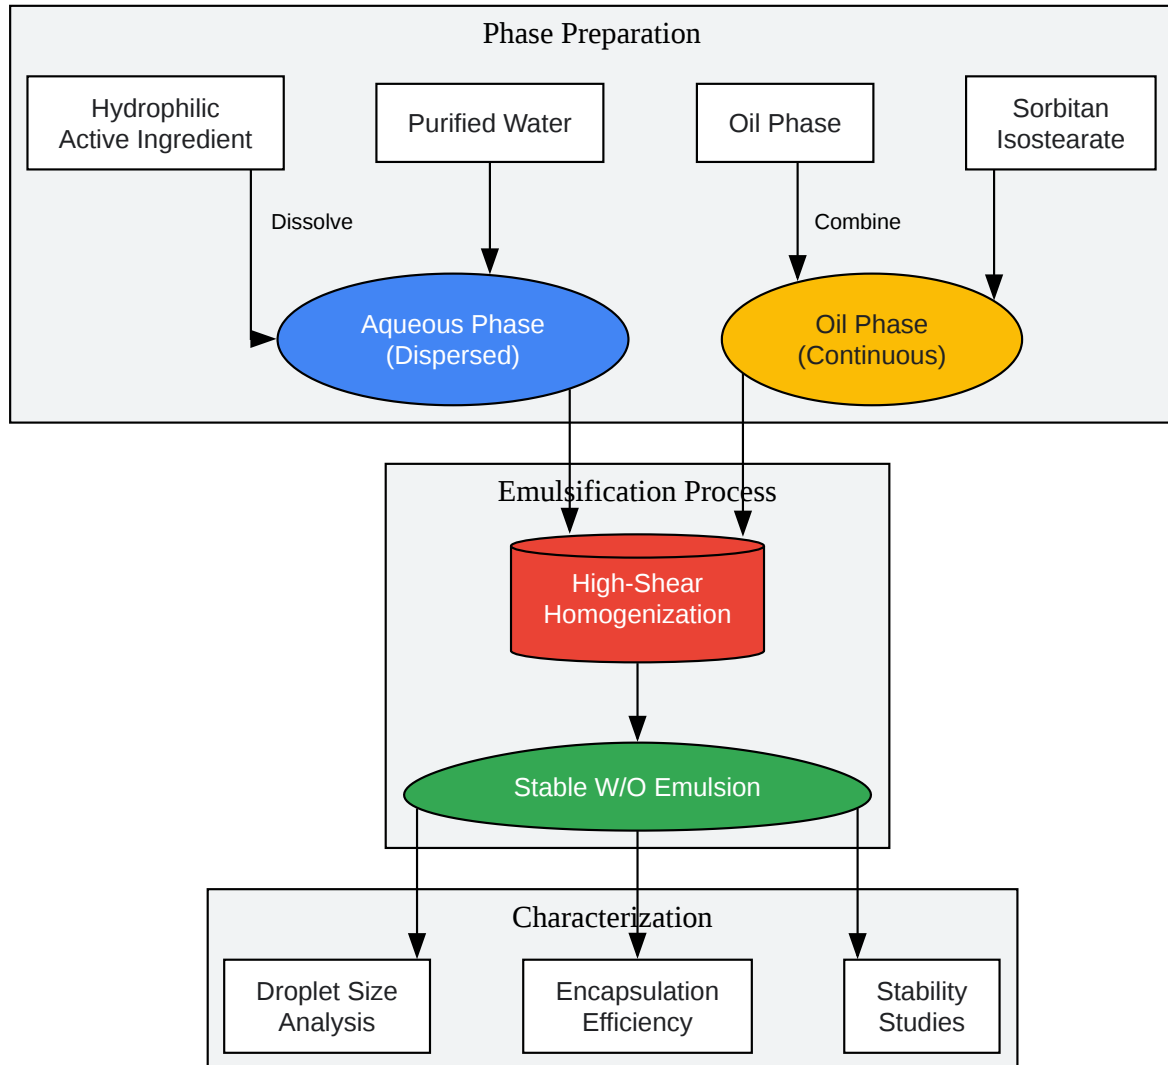 Phase Preparation
Hydrophilic
Active Ingredient
Purified Water
Oil Phase
Sorbitan
Isostearate
Dissolve
Combine
Aqueous Phase
(Dispersed)
Oil Phase
(Continuous)
Emulsification Process
High-Shear
Homogenization
Stable W/O Emulsion
Characterization
Droplet Size
Analysis
Encapsulation
Efficiency
Stability
Studies